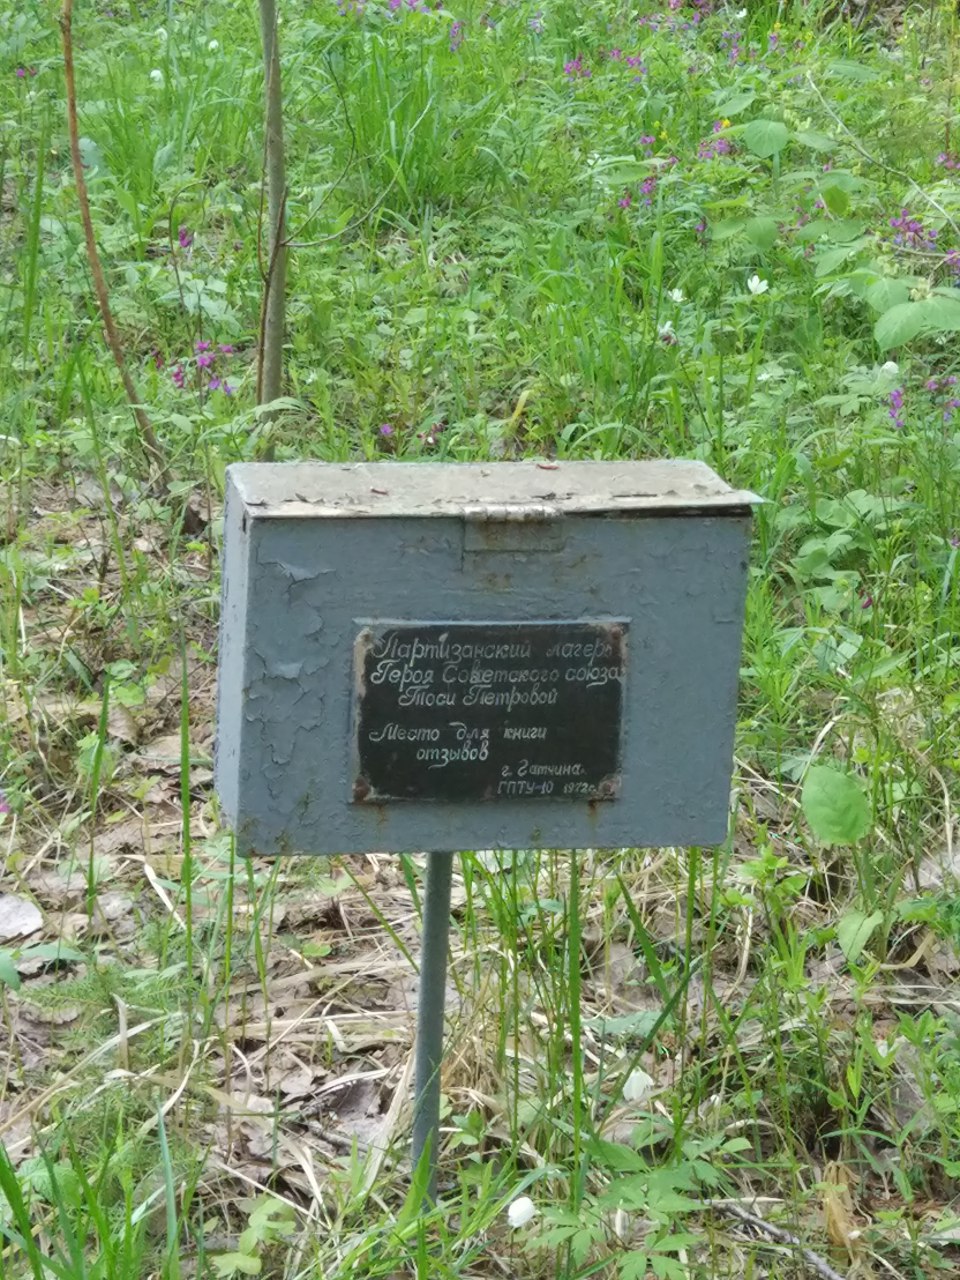 Партизанский лагерь
Героя Советского союза
Тоси Петровой
Место для книги
отзывов
г. Гатчина
ГПТУ-10 1972г.